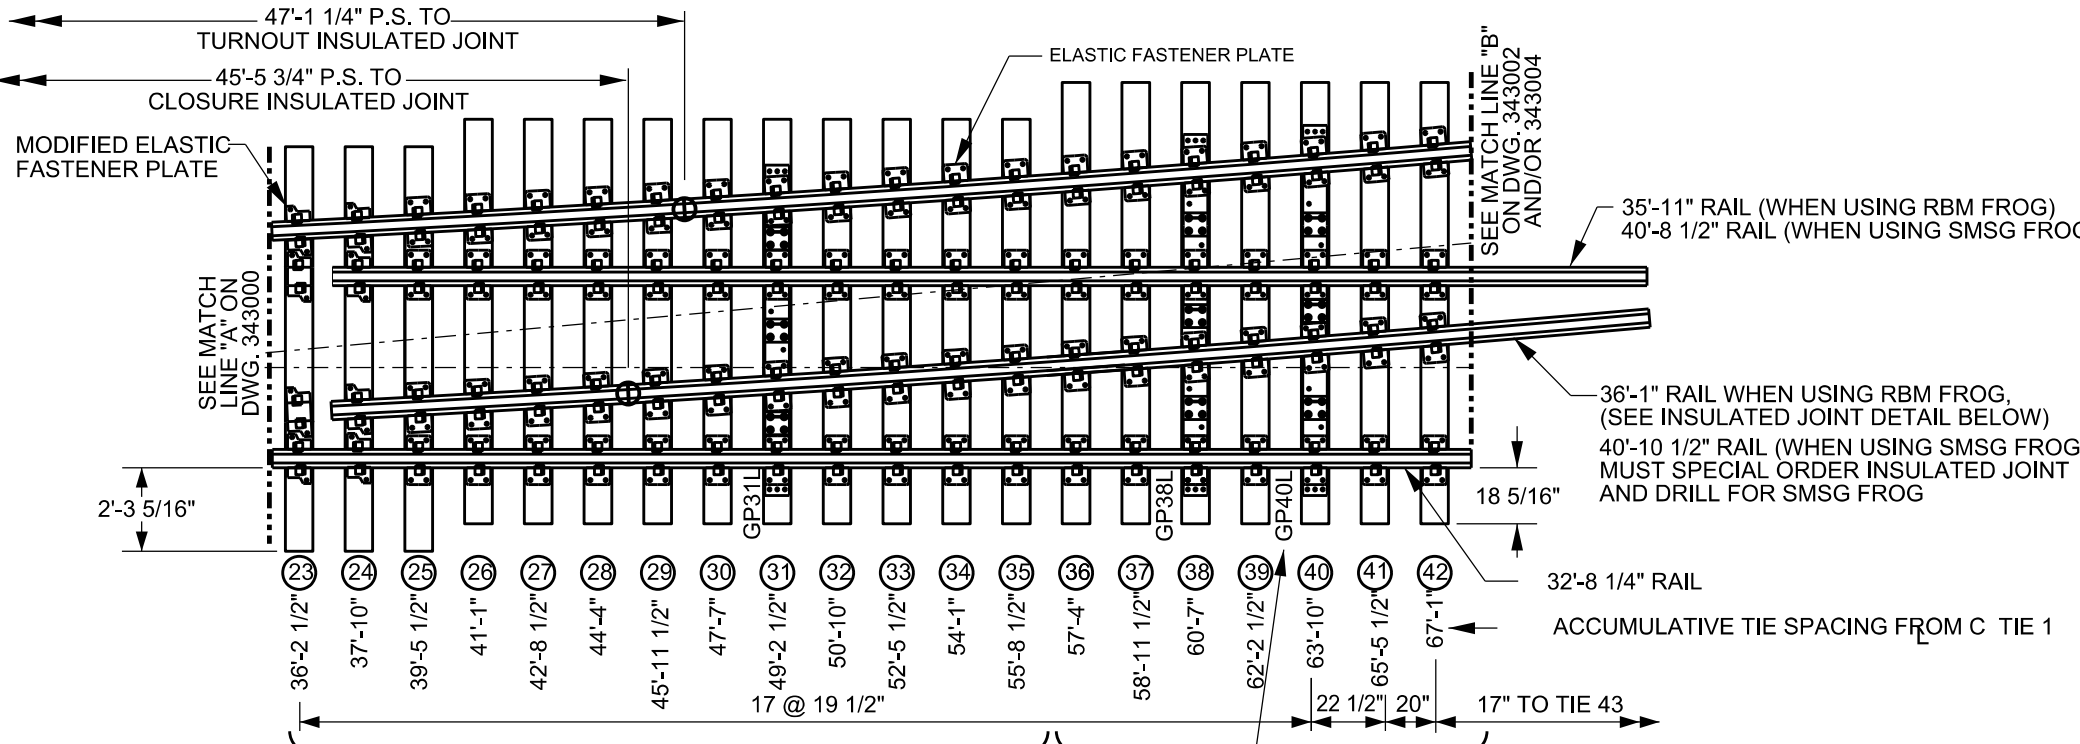 47'-1 1/4" P.S. TO
TURNOUT INSULATED JOINT
45'-5 3/4" P.S. TO
CLOSURE INSULATED JOINT
ELASTIC FASTENER PLATE
MODIFIED ELASTIC
FASTENER PLATE
SEE MATCH LINE "B"
ON DWG. 343002
AND/OR 343004
35'-11" RAIL (WHEN USING RBM FROG)
40'-8 1/2" RAIL (WHEN USING SMSG FROG
SEE MATCH
LINE "A" ON
DWG. 343000
36'-1" RAIL WHEN USING RBM FROG,
(SEE INSULATED JOINT DETAIL BELOW)
40'-10 1/2" RAIL (WHEN USING SMSG FROG
MUST SPECIAL ORDER INSULATED JOINT
AND DRILL FOR SMSG FROG
2'-3 5/16"
GP31L
GP38L
GP40L
18 5/16"
23 24 25 26 27 28 29 30 31 32 33 34 35 36 37 38 39 40 41 42
32'-8 1/4" RAIL
36'-2 1/2"
37'-10"
39'-5 1/2"
41'-1"
42'-8 1/2"
44'-4"
45'-11 1/2"
47'-7"
49'-2 1/2"
50'-10"
52'-5 1/2"
54'-1"
55'-8 1/2"
57'-4"
58'-11 1/2"
60'-7"
62'-2 1/2"
63'-10"
65'-5 1/2"
67'-1"
ACCUMULATIVE TIE SPACING FROM C L TIE 1
17 @ 19 1/2"
22 1/2"
20"
17" TO TIE 43